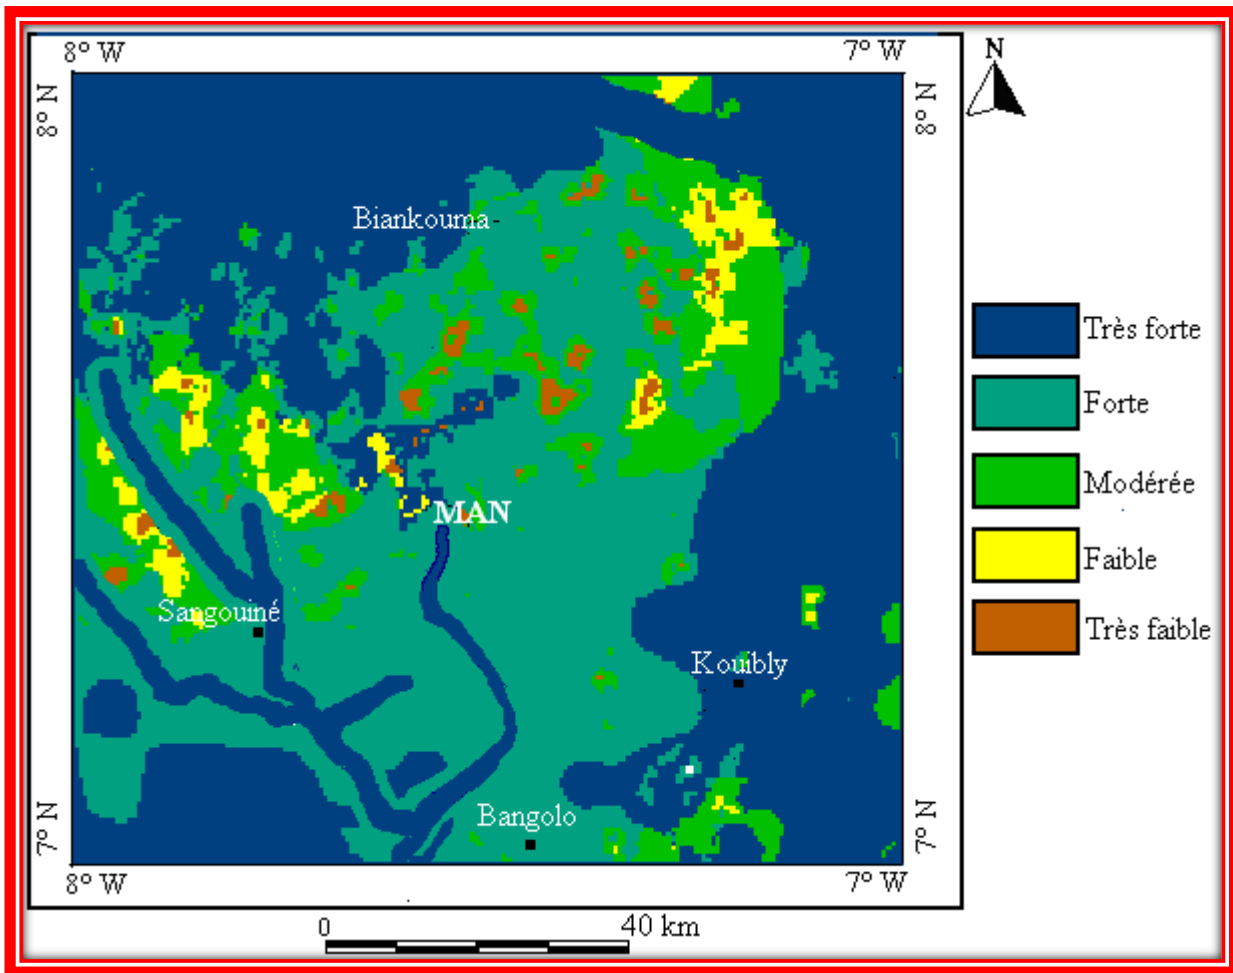 8° W 7° W
N
8° N 8° N
Biankouma
Très forte
Forte
Modérée
MAN
Faible
Sangouiné
Très faible
Kouibly
Bangolo
7° N 7° N
8° W 7° W
0 40 km